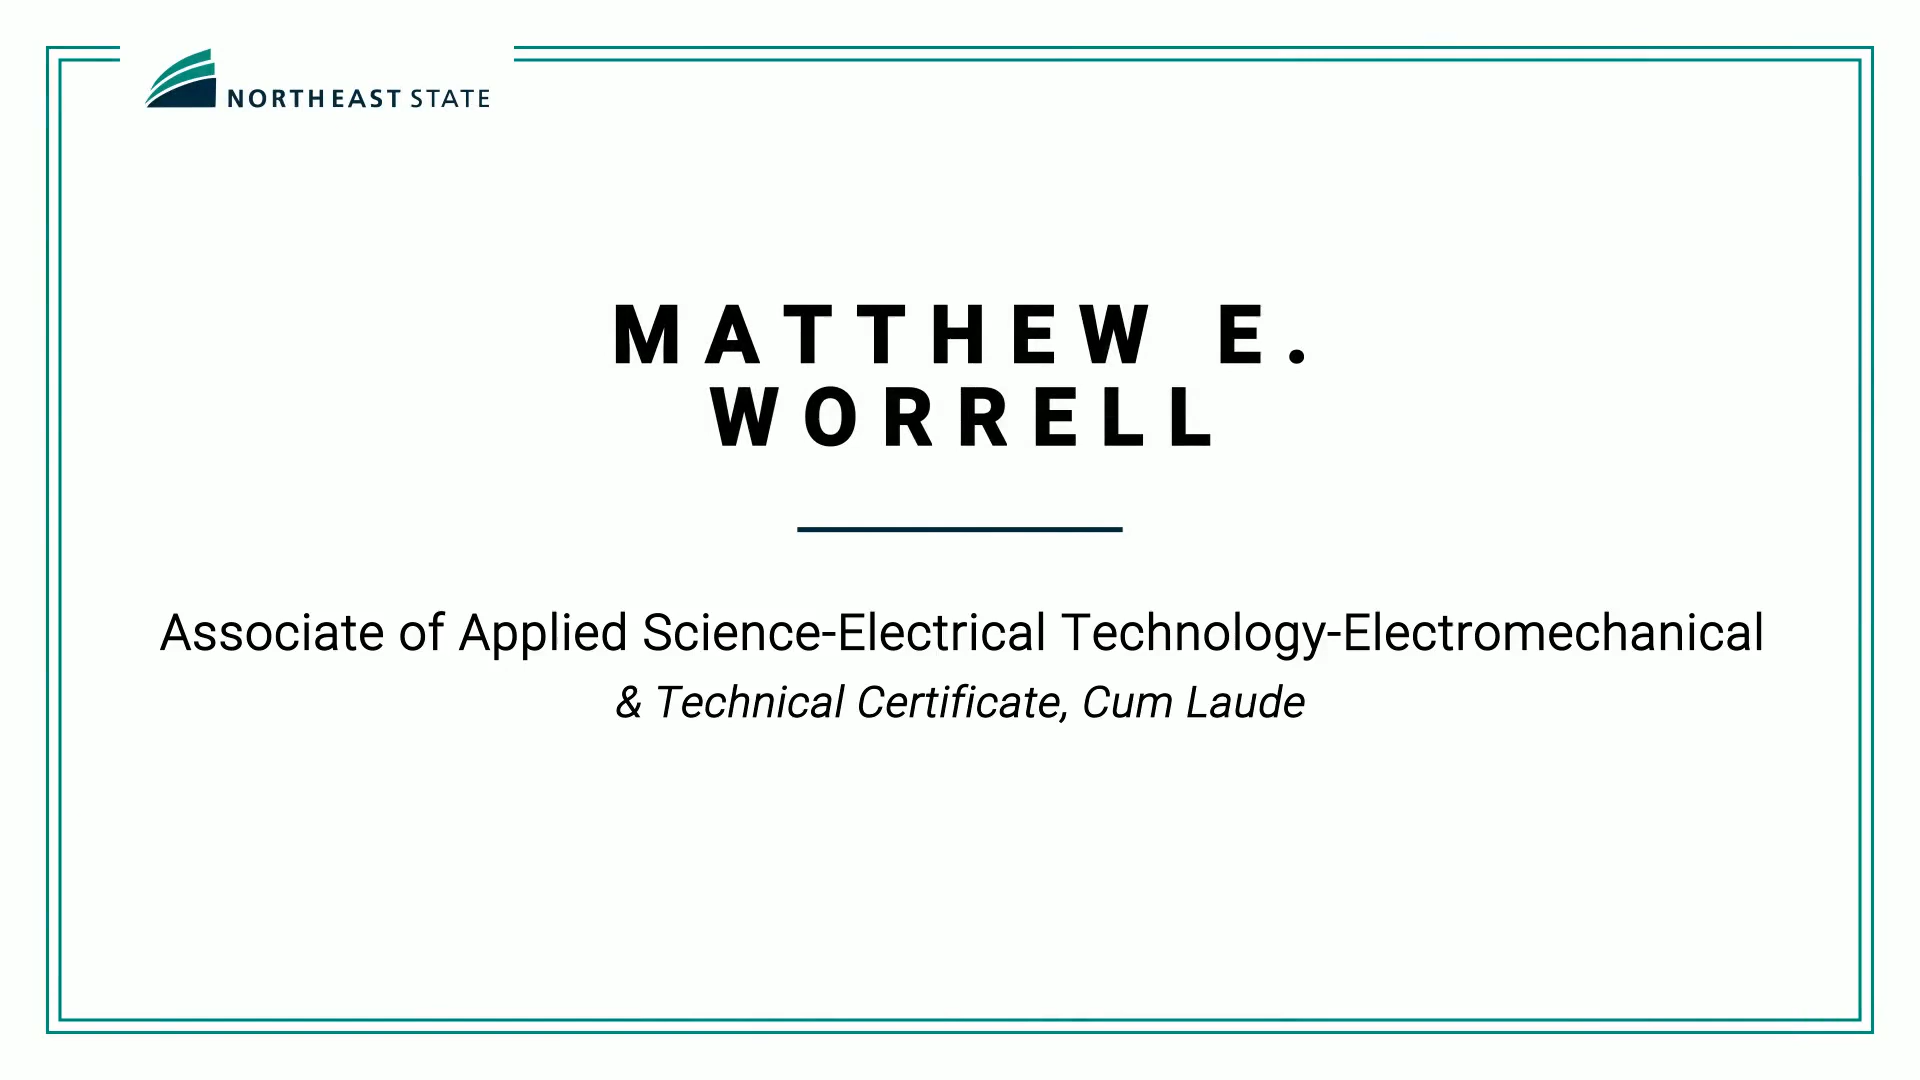 NORTHEAST STATE
MATTHEW E.
WORRELL
Associate of Applied Science-Electrical Technology-Electromechanical
& Technical Certificate, Cum Laude